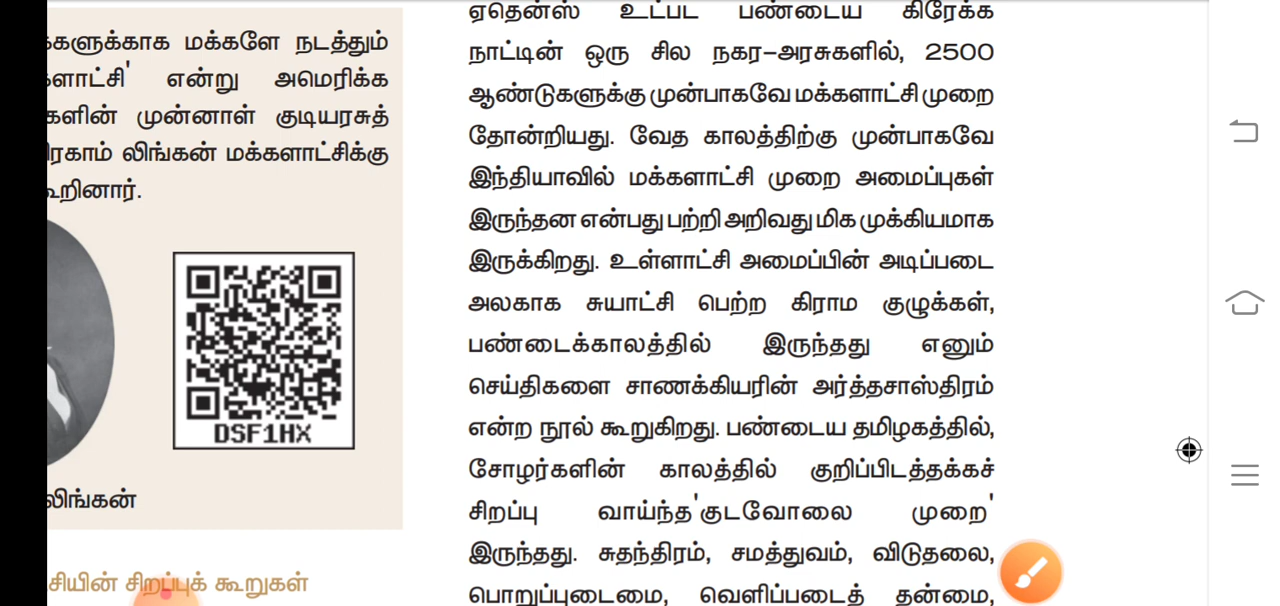 களுக்காக மக்களே நடத்தும்
ளாட்சி' என்று அமெரிக்க
களின் முன்னாள் குடியரசுத்
பிரகாம் லிங்கன் மக்களாட்சிக்கு
கூறினார்.
DSF1HX
லிங்கன்
சியின் சிறப்புக் கூறுகள்
ஏதென்ஸ் உட்பட பண்டைய கிரேக்க
நாட்டின் ஒரு சில நகர–அரசுகளில், 2500
ஆண்டுகளுக்கு முன்பாகவே மக்களாட்சி முறை
தோன்றியது. வேத காலத்திற்கு முன்பாகவே
இந்தியாவில் மக்களாட்சி முறை அமைப்புகள்
இருந்தன என்பது பற்றி அறிவது மிக முக்கியமாக
இருக்கிறது. உள்ளாட்சி அமைப்பின் அடிப்படை
அலகாக சுயாட்சி பெற்ற கிராம குழுக்கள்,
பண்டைக்காலத்தில் இருந்தது எனும்
செய்திகளை சாணக்கியரின் அர்த்தசாஸ்திரம்
என்ற நூல் கூறுகிறது. பண்டைய தமிழகத்தில்,
சோழர்களின் காலத்தில் குறிப்பிடத்தக்கச்
சிறப்பு வாய்ந்த'குடவோலை முறை'
இருந்தது. சுதந்திரம், சமத்துவம், விடுதலை,
பொறுப்புடைமை, வெளிப்படைத் தன்மை,